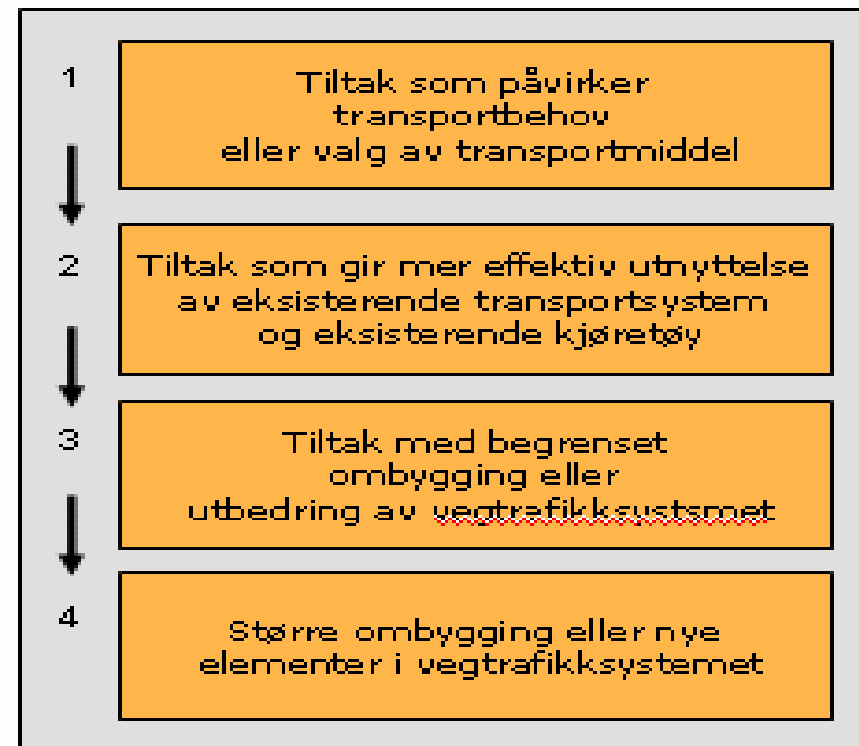 1
Tiltak som påvirker
transportbehov
eller valg av transportmiddel
2
Tiltak som gir mer effektiv utnyttelse
av eksisterende transportsystem
og eksisterende kjøretøy
3
Tiltak med begrenset
ombygging eller
utbedring av vegtrafikksystsmet
4
Større ombygging eller nye
elementer i vegtrafikksystemet